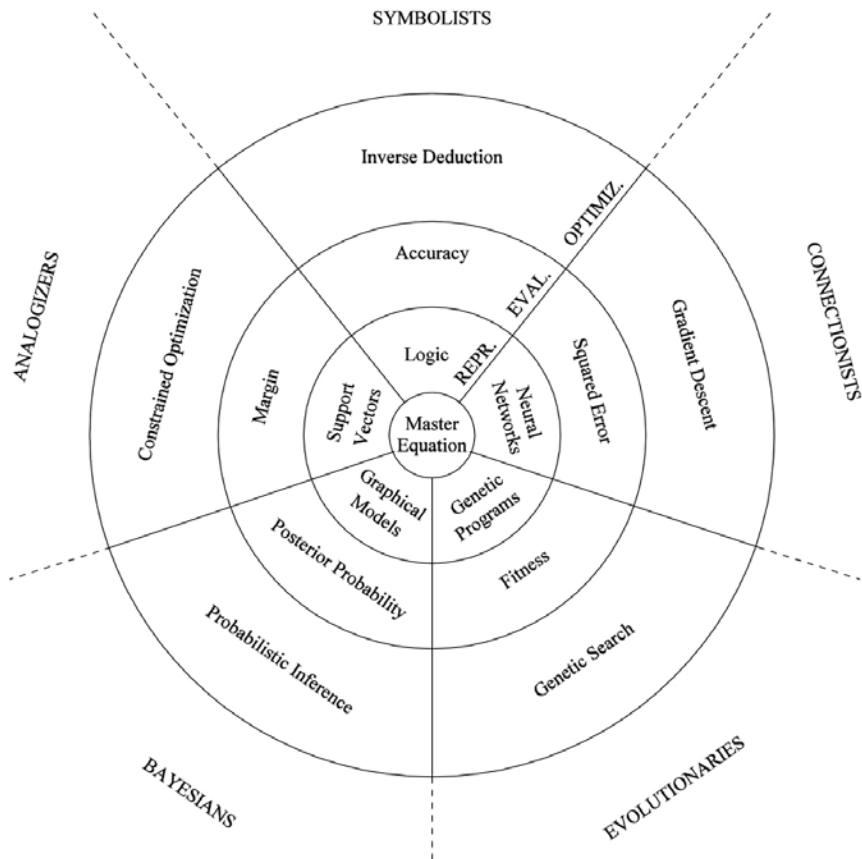 SYMBOLISTS
Inverse Deduction
OPTIMIZ.
Accuracy
EVAL.
Logic
REPR.
ANALOGIZERS
Constrained Optimization
Margin
Support
Vectors
Master
Equation
Neural
Networks
Squared Error
Gradient Descent
CONNECTIONISTS
Graphical
Models
Genetic
Programs
Posterior Probability
Fitness
Probabilistic Inference
Genetic Search
BAYESIANS
EVOLUTIONARIES